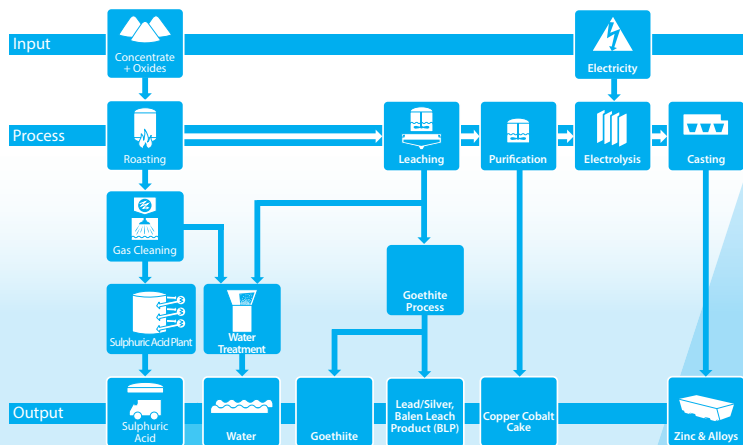 Input
Concentrate
+ Oxides
Electricity
Process
Roasting
Leaching
Purification
Electrolysis
Casting
Gas Cleaning
Goethite
Process
Sulphuric Acid Plant
Water
Treatment
Output
Sulphuric
Acid
Water
Goethiite
Lead/Silver,
Balen Leach
Product (BLP)
Copper Cobalt
Cake
Zinc & Alloys